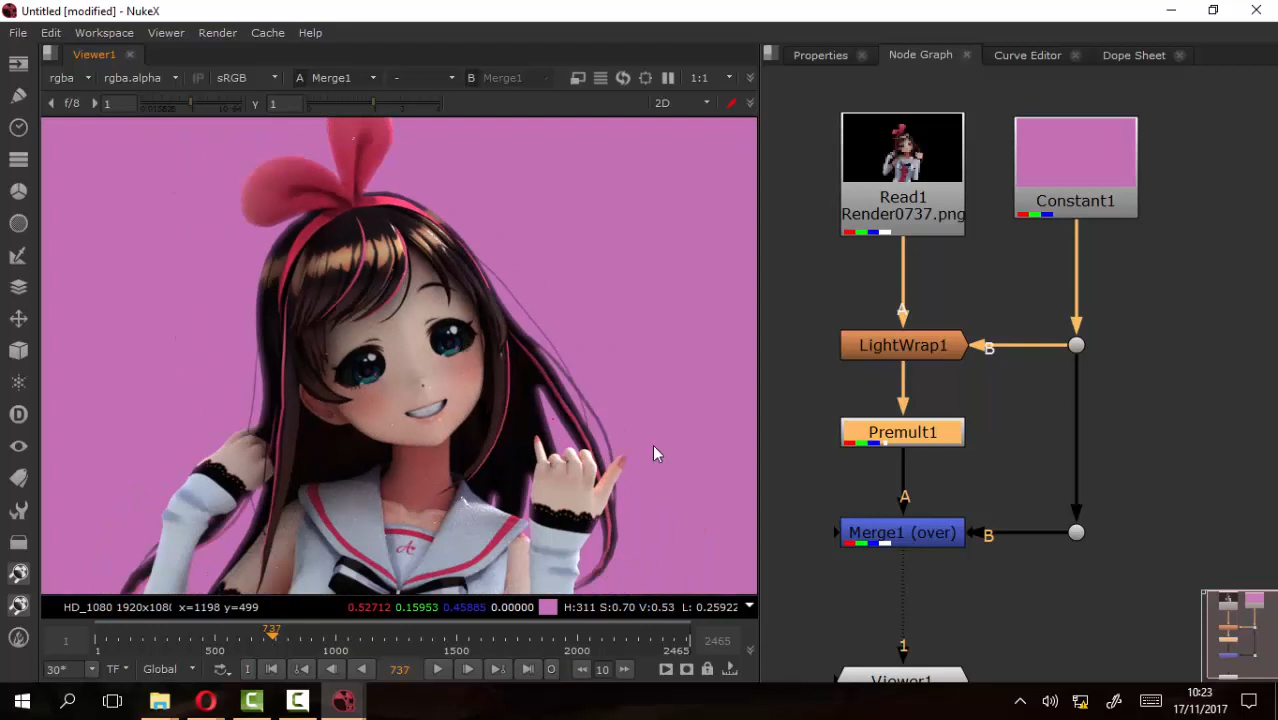 Untitled [modified] - NukeX
File Edit Workspace Viewer Render Cache Help
Viewer1
Properties Node Graph Curve Editor Dope Sheet
rgba rgba.alpha IP sRGB A Merge1 - B Merge1 1:1
f/8 1 y 1 2D
Read1
Render0737.png
Constant1
A
LightWrap1
B
Premult1
A
Merge1 (over)
B
1
Viewer1
HD_1080 1920x1080 x=1198 y=499 0.52712 0.15953 0.45885 0.00000 H:311 S:0.70 V:0.53 L: 0.25922
737
1 1 500 1000 1500 2000 2465 2465
30* TF Global I 737 O 10
10:23
17/11/2017